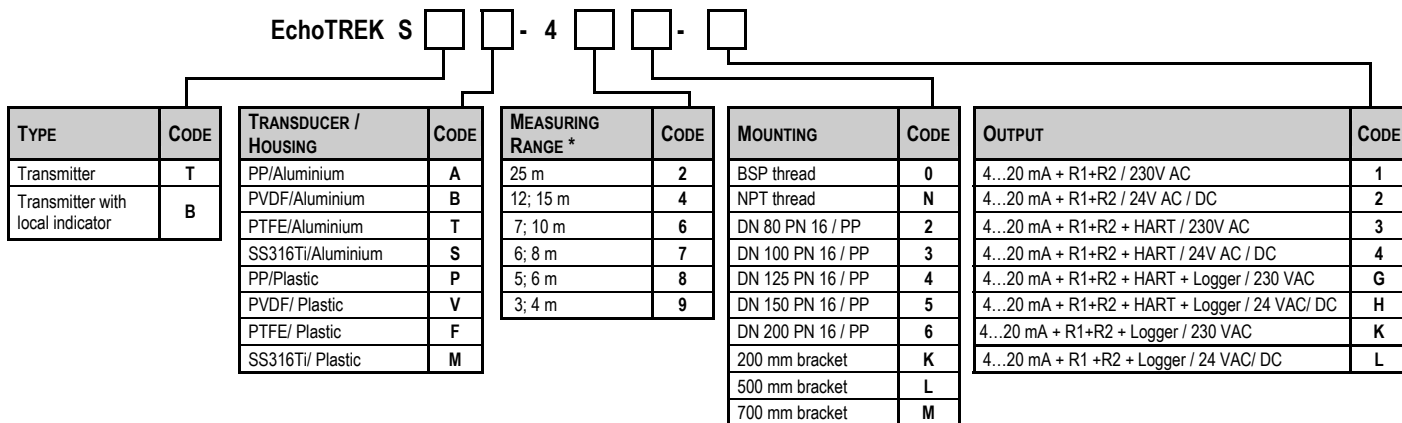 EchoTREK S - 4 -
TYPE CODE
Transmitter T
Transmitter with local indicator B
TRANSDUCER / HOUSING CODE
PP/Aluminium A
PVDF/Aluminium B
PTFE/Aluminium T
SS316Ti/Aluminium S
PP/Plastic P
PVDF/ Plastic V
PTFE/ Plastic F
SS316Ti/ Plastic M
MEASURING RANGE * CODE
25 m 2
12; 15 m 4
7; 10 m 6
6; 8 m 7
5; 6 m 8
3; 4 m 9
MOUNTING CODE
BSP thread 0
NPT thread N
DN 80 PN 16 / PP 2
DN 100 PN 16 / PP 3
DN 125 PN 16 / PP 4
DN 150 PN 16 / PP 5
DN 200 PN 16 / PP 6
200 mm bracket K
500 mm bracket L
700 mm bracket M
OUTPUT CODE
4…20 mA + R1+R2 / 230V AC 1
4…20 mA + R1+R2 / 24V AC / DC 2
4…20 mA + R1+R2 + HART / 230V AC 3
4…20 mA + R1+R2 + HART / 24V AC / DC 4
4…20 mA + R1+R2 + HART + Logger / 230 VAC G
4…20 mA + R1+R2 + HART + Logger / 24 VAC/ DC H
4…20 mA + R1+R2 + Logger / 230 VAC K
4…20 mA + R1 +R2 + Logger / 24 VAC/ DC L